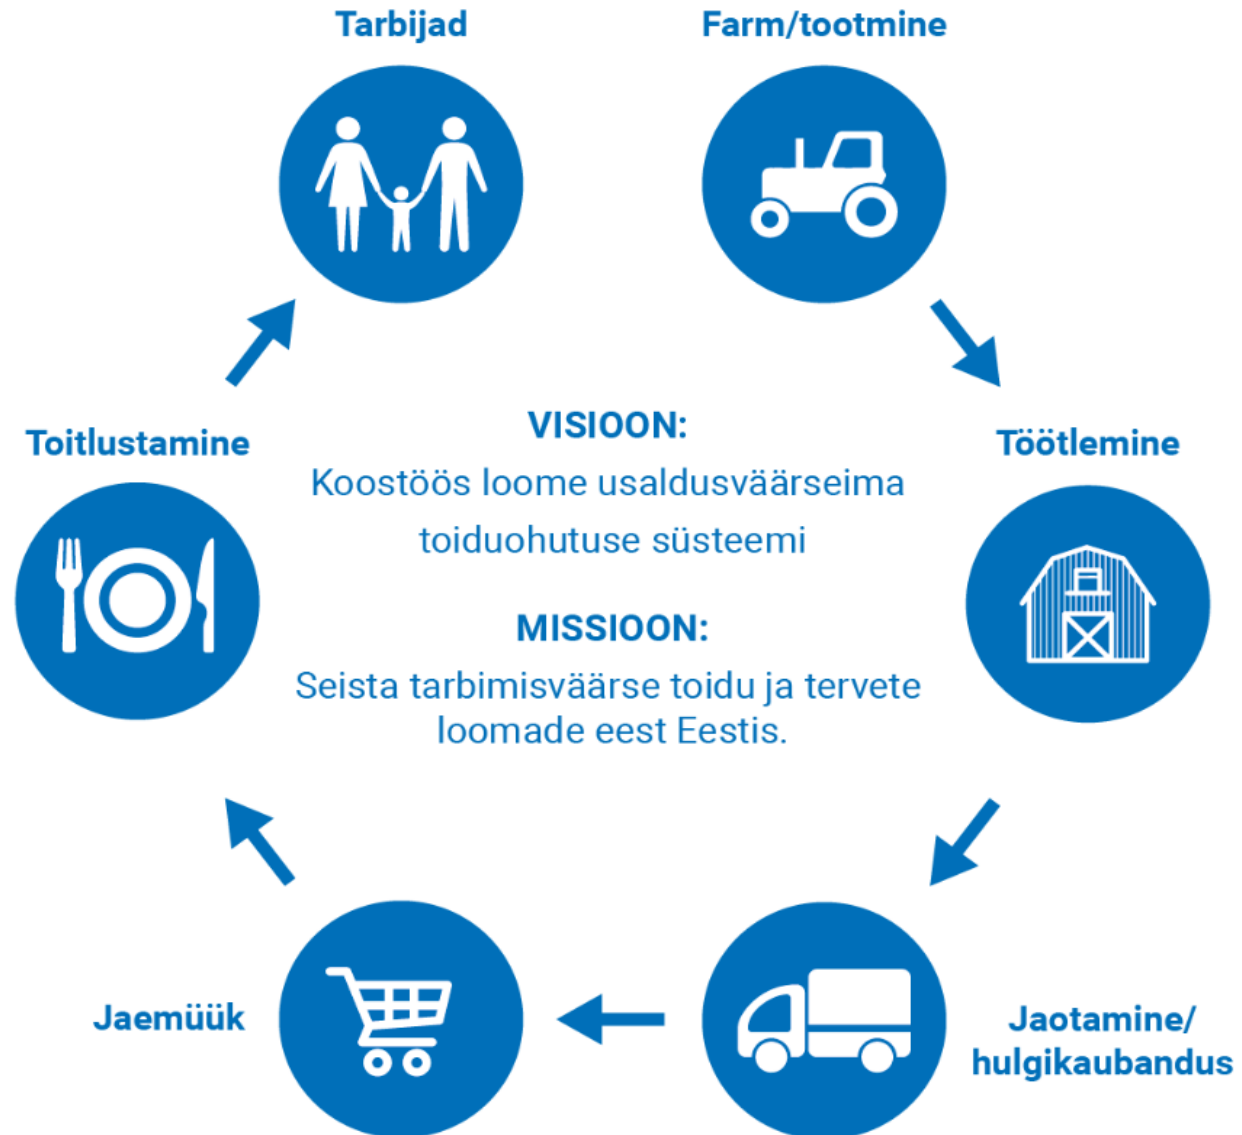 Tarbijad
Farm/tootmine
Toitlustamine
VISIOON:
Koostöös loome usaldusväärseima
toiduohutuse süsteemi
Töötlemine
MISSIOON:
Seista tarbimisväärse toidu ja tervete
loomade eest Eestis.
Jaemüük
Jaotamine/
hulgikaubandus